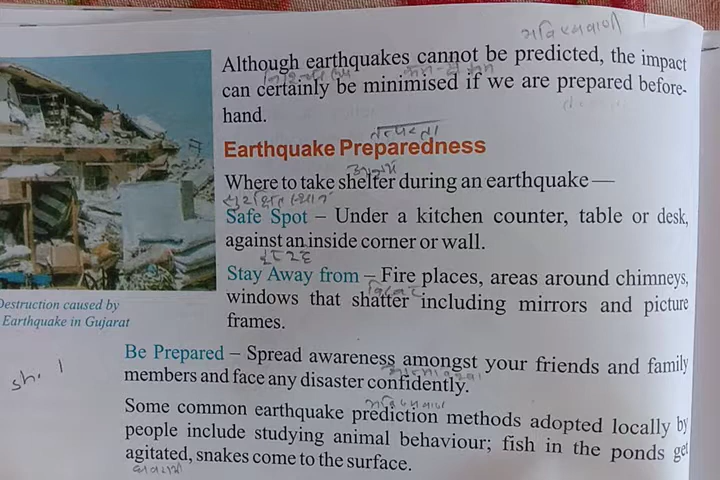 Although earthquakes cannot be predicted, the impact
can certainly be minimised if we are prepared before-
hand.
Earthquake Preparedness
Where to take shelter during an earthquake —
Safe Spot – Under a kitchen counter, table or desk,
against an inside corner or wall.
Stay Away from – Fire places, areas around chimneys,
windows that shatter including mirrors and picture
frames.
Destruction caused by
Earthquake in Gujarat
Be Prepared – Spread awareness amongst your friends and family
members and face any disaster confidently.
sh. 1
Some common earthquake prediction methods adopted locally by
people include studying animal behaviour; fish in the ponds get
agitated, snakes come to the surface.